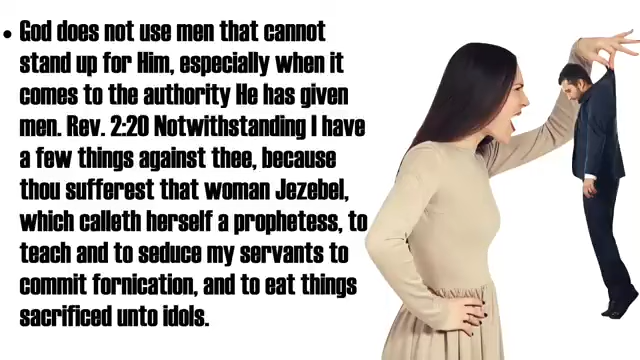 • God does not use men that cannot
stand up for Him, especially when it
comes to the authority He has given
men. Rev. 2:20 Notwithstanding I have
a few things against thee, because
thou sufferest that woman Jezebel,
which calleth herself a prophetess, to
teach and to seduce my servants to
commit fornication, and to eat things
sacrificed unto idols.